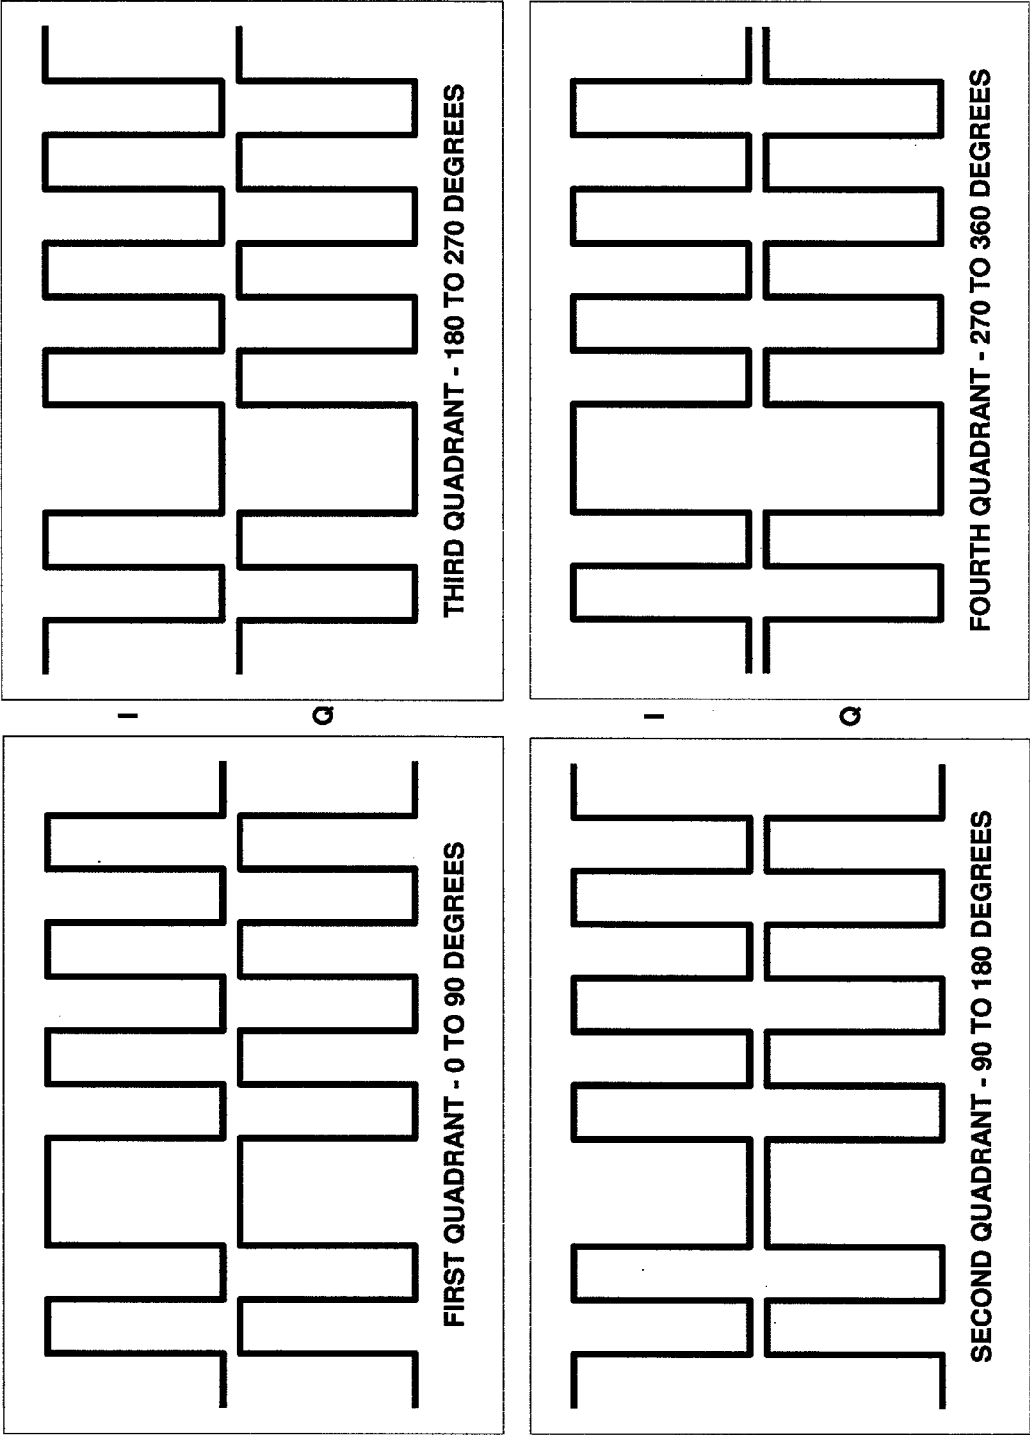 I
Q
FIRST QUADRANT - 0 TO 90 DEGREES
THIRD QUADRANT - 180 TO 270 DEGREES
I
Q
SECOND QUADRANT - 90 TO 180 DEGREES
FOURTH QUADRANT - 270 TO 360 DEGREES